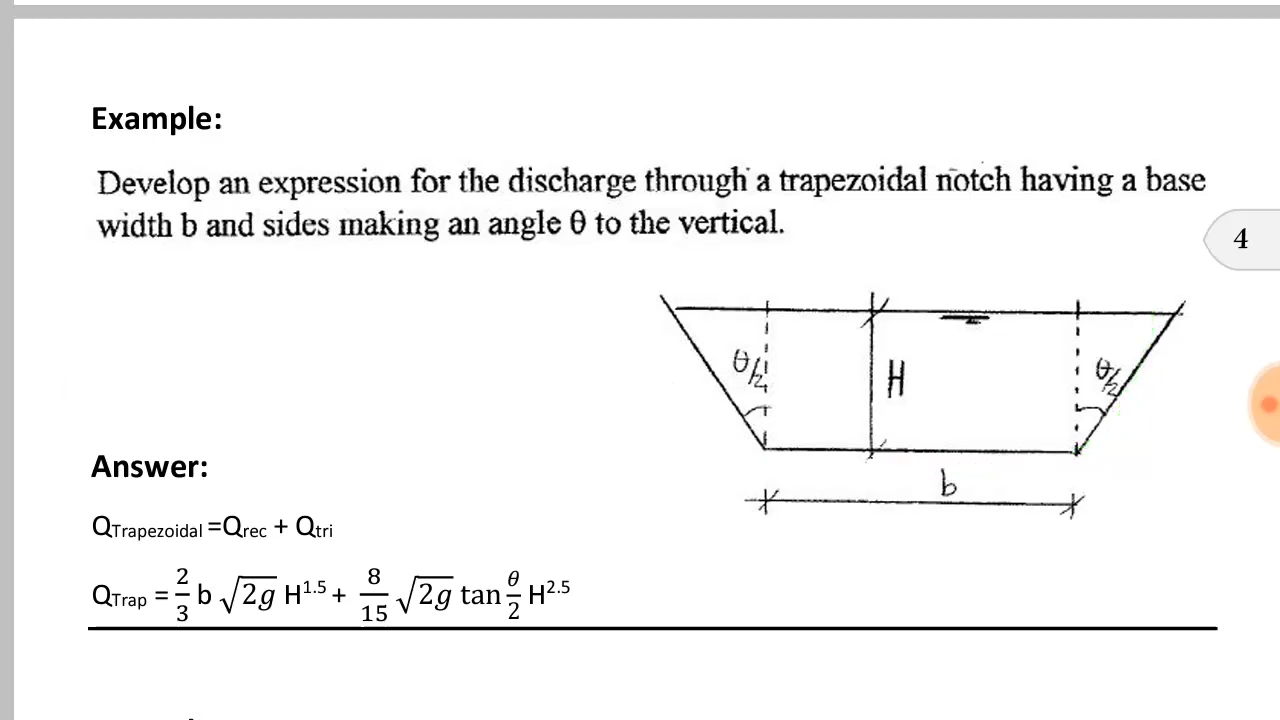 Example:
Develop an expression for the discharge through a trapezoidal notch having a base
width b and sides making an angle θ to the vertical.
4
θ/2
H
θ/2
b
Answer:
QTrapezoidal =Qrec + Qtri
QTrap = 2/3 b √2g H^1.5 + 8/15 √2g tan θ/2 H^2.5